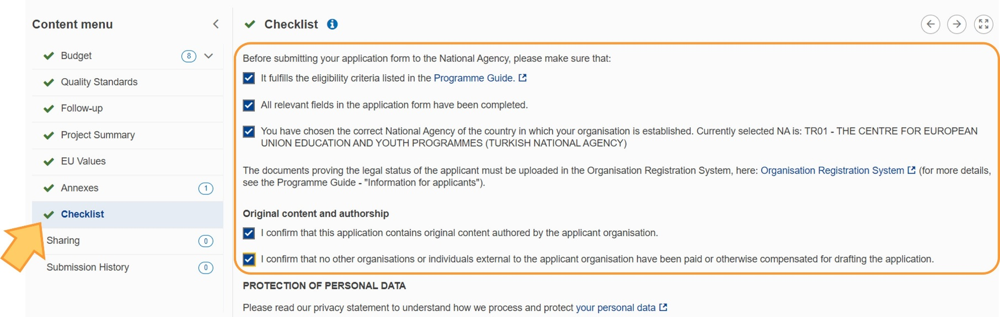 Content menu
Budget 8
Quality Standards
Follow-up
Project Summary
EU Values
Annexes 1
Checklist
Sharing 0
Submission History 0
Checklist
Before submitting your application form to the National Agency, please make sure that:
It fulfills the eligibility criteria listed in the Programme Guide.
All relevant fields in the application form have been completed.
You have chosen the correct National Agency of the country in which your organisation is established. Currently selected NA is: TR01 - THE CENTRE FOR EUROPEAN
UNION EDUCATION AND YOUTH PROGRAMMES (TURKISH NATIONAL AGENCY)
The documents proving the legal status of the applicant must be uploaded in the Organisation Registration System, here: Organisation Registration System (for more details,
see the Programme Guide - "Information for applicants").
Original content and authorship
I confirm that this application contains original content authored by the applicant organisation.
I confirm that no other organisations or individuals external to the applicant organisation have been paid or otherwise compensated for drafting the application.
PROTECTION OF PERSONAL DATA
Please read our privacy statement to understand how we process and protect your personal data